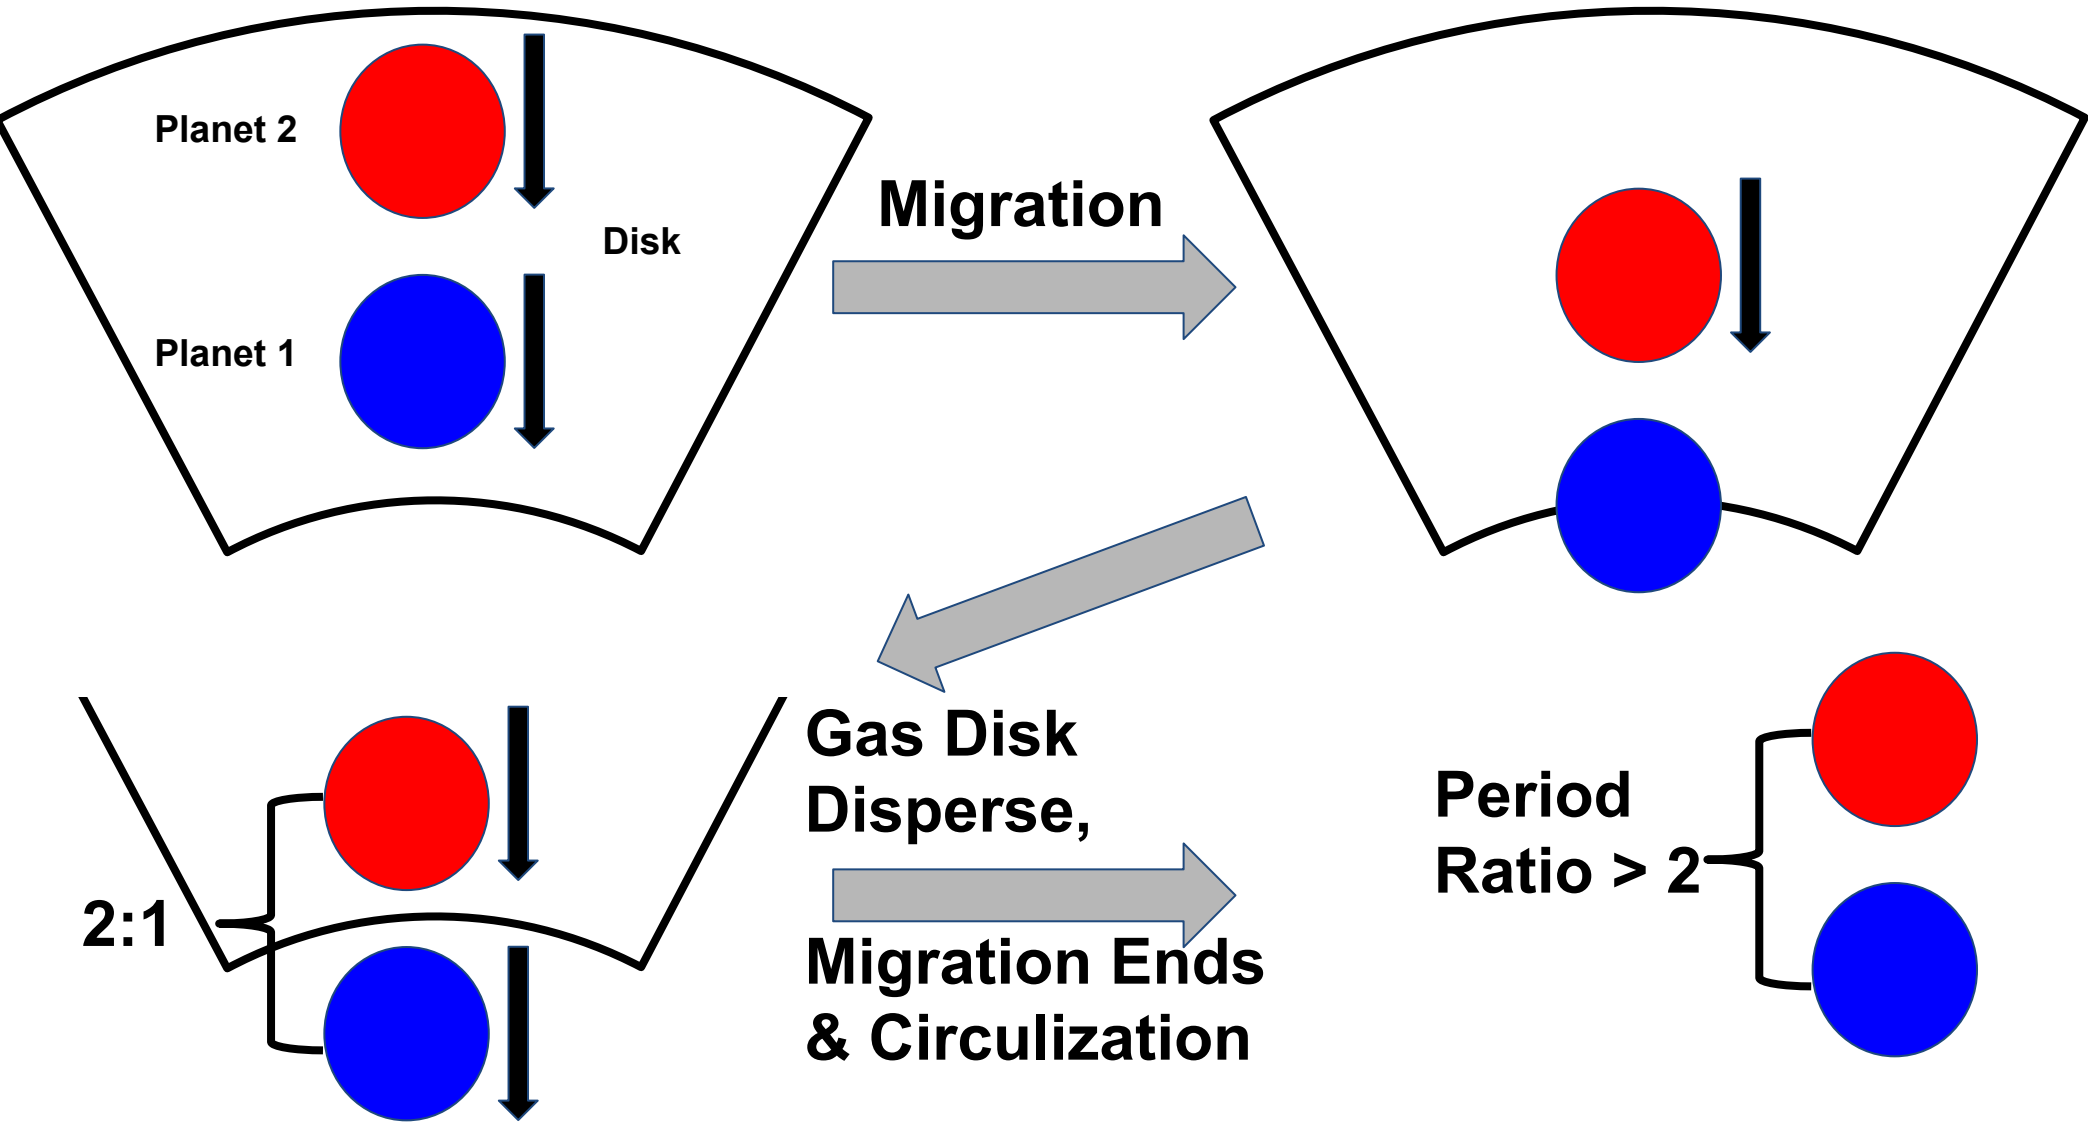 Planet 2
Disk
Planet 1
Migration
2:1
Gas Disk
Disperse,
Migration Ends
& Circulization
Period
Ratio > 2